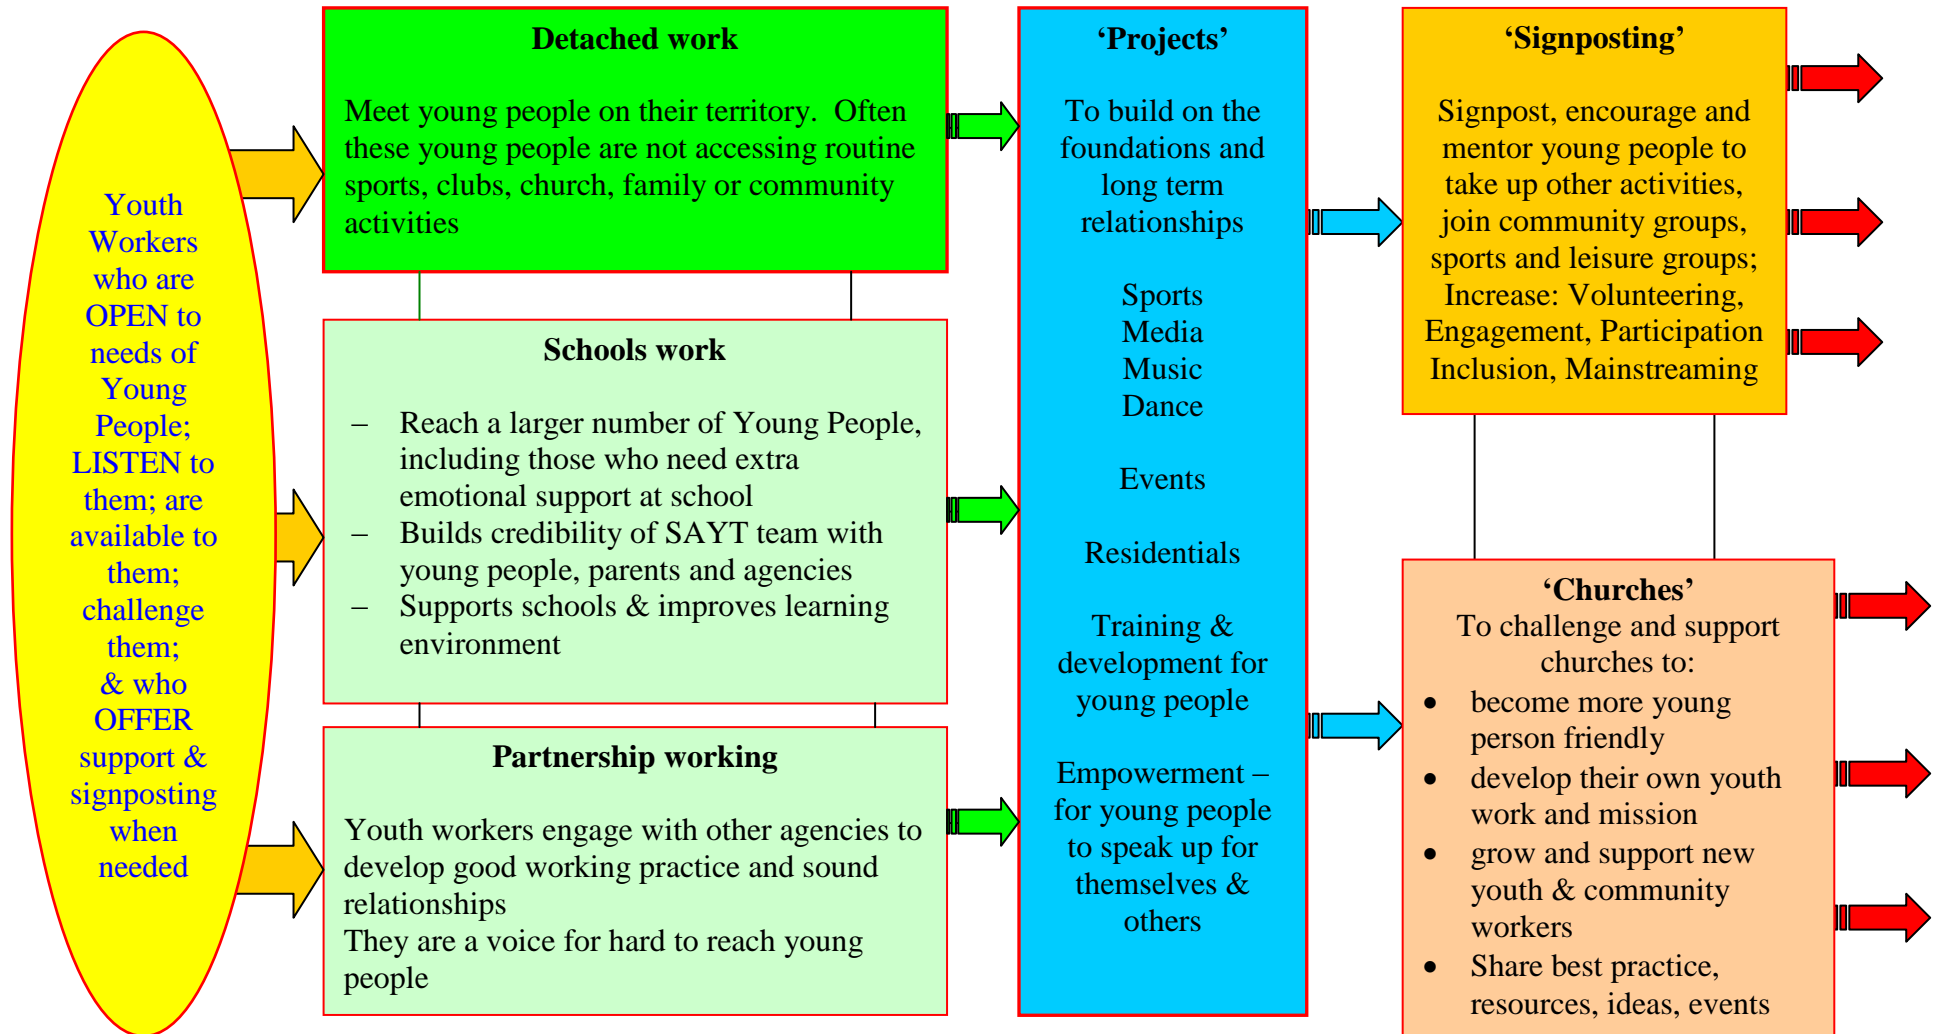 Youth
Workers
who are
OPEN to
needs of
Young
People;
LISTEN to
them; are
available to
them;
challenge
them;
& who
OFFER
support &
signposting
when
needed
Detached work
Meet young people on their territory.  Often
these young people are not accessing routine
sports, clubs, church, family or community
activities
Schools work
– Reach a larger number of Young People,
including those who need extra
emotional support at school
– Builds credibility of SAYT team with
young people, parents and agencies
– Supports schools & improves learning
environment
Partnership working
Youth workers engage with other agencies to
develop good working practice and sound
relationships
They are a voice for hard to reach young
people
‘Projects’
To build on the
foundations and
long term
relationships
Sports
Media
Music
Dance
Events
Residentials
Training &
development for
young people
Empowerment –
for young people
to speak up for
themselves &
others
‘Signposting’
Signpost, encourage and
mentor young people to
take up other activities,
join community groups,
sports and leisure groups;
Increase: Volunteering,
Engagement, Participation
Inclusion, Mainstreaming
‘Churches’
To challenge and support
churches to:
• become more young
person friendly
• develop their own youth
work and mission
• grow and support new
youth & community
workers
• Share best practice,
resources, ideas, events